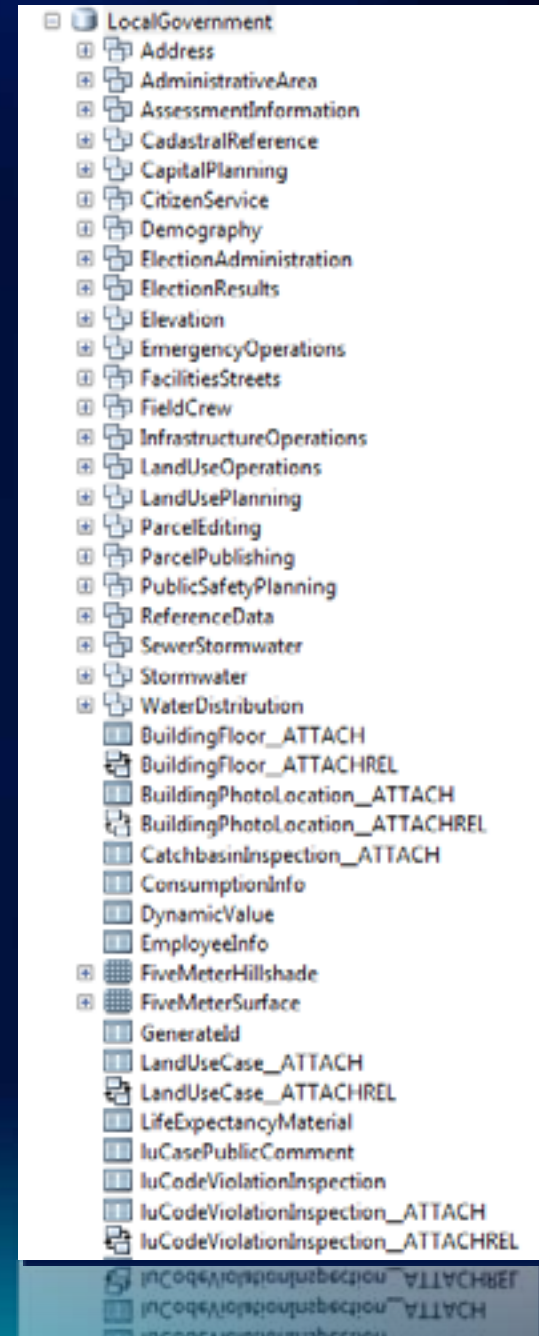 LocalGovernment
Address
AdministrativeArea
AssessmentInformation
CadastralReference
CapitalPlanning
CitizenService
Demography
ElectionAdministration
ElectionResults
Elevation
EmergencyOperations
FacilitiesStreets
FieldCrew
InfrastructureOperations
LandUseOperations
LandUsePlanning
ParcelEditing
ParcelPublishing
PublicSafetyPlanning
ReferenceData
SewerStormwater
Stormwater
WaterDistribution
BuildingFloor__ATTACH
BuildingFloor__ATTACHREL
BuildingPhotoLocation__ATTACH
BuildingPhotoLocation__ATTACHREL
CatchbasinInspection__ATTACH
ConsumptionInfo
DynamicValue
EmployeeInfo
FiveMeterHillshade
FiveMeterSurface
GenerateId
LandUseCase__ATTACH
LandUseCase__ATTACHREL
LifeExpectancyMaterial
luCasePublicComment
luCodeViolationInspection
luCodeViolationInspection__ATTACH
luCodeViolationInspection__ATTACHREL